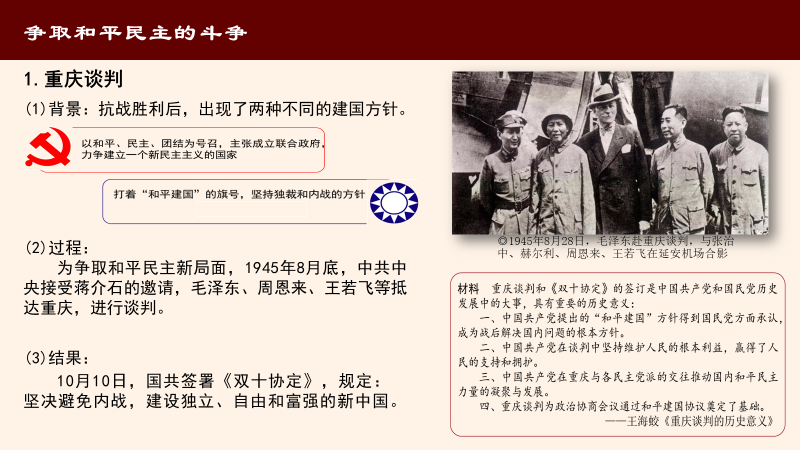 争取和平民主的斗争
1.重庆谈判
(1)背景：抗战胜利后，出现了两种不同的建国方针。
以和平、民主、团结为号召，主张成立联合政府，
力争建立一个新民主主义的国家
打着“和平建国”的旗号，坚持独裁和内战的方针
(2)过程：
为争取和平民主新局面，1945年8月底，中共中
央接受蒋介石的邀请，毛泽东、周恩来、王若飞等抵
达重庆，进行谈判。
(3)结果：
10月10日，国共签署《双十协定》，规定：
坚决避免内战，建设独立、自由和富强的新中国。
◎1945年8月28日，毛泽东赴重庆谈判，与张治
中、赫尔利、周恩来、王若飞在延安机场合影
材料 重庆谈判和《双十协定》的签订是中国共产党和国民党历史
发展中的大事，具有重要的历史意义：
一、中国共产党提出的“和平建国”方针得到国民党方面承认，
成为战后解决国内问题的根本方针。
二、中国共产党在谈判中坚持维护人民的根本利益，赢得了人
民的支持和拥护。
三、中国共产党在重庆与各民主党派的交往推动国内和平民主
力量的凝聚与发展。
四、重庆谈判为政治协商会议通过和平建国协议奠定了基础。
——王海蛟《重庆谈判的历史意义》